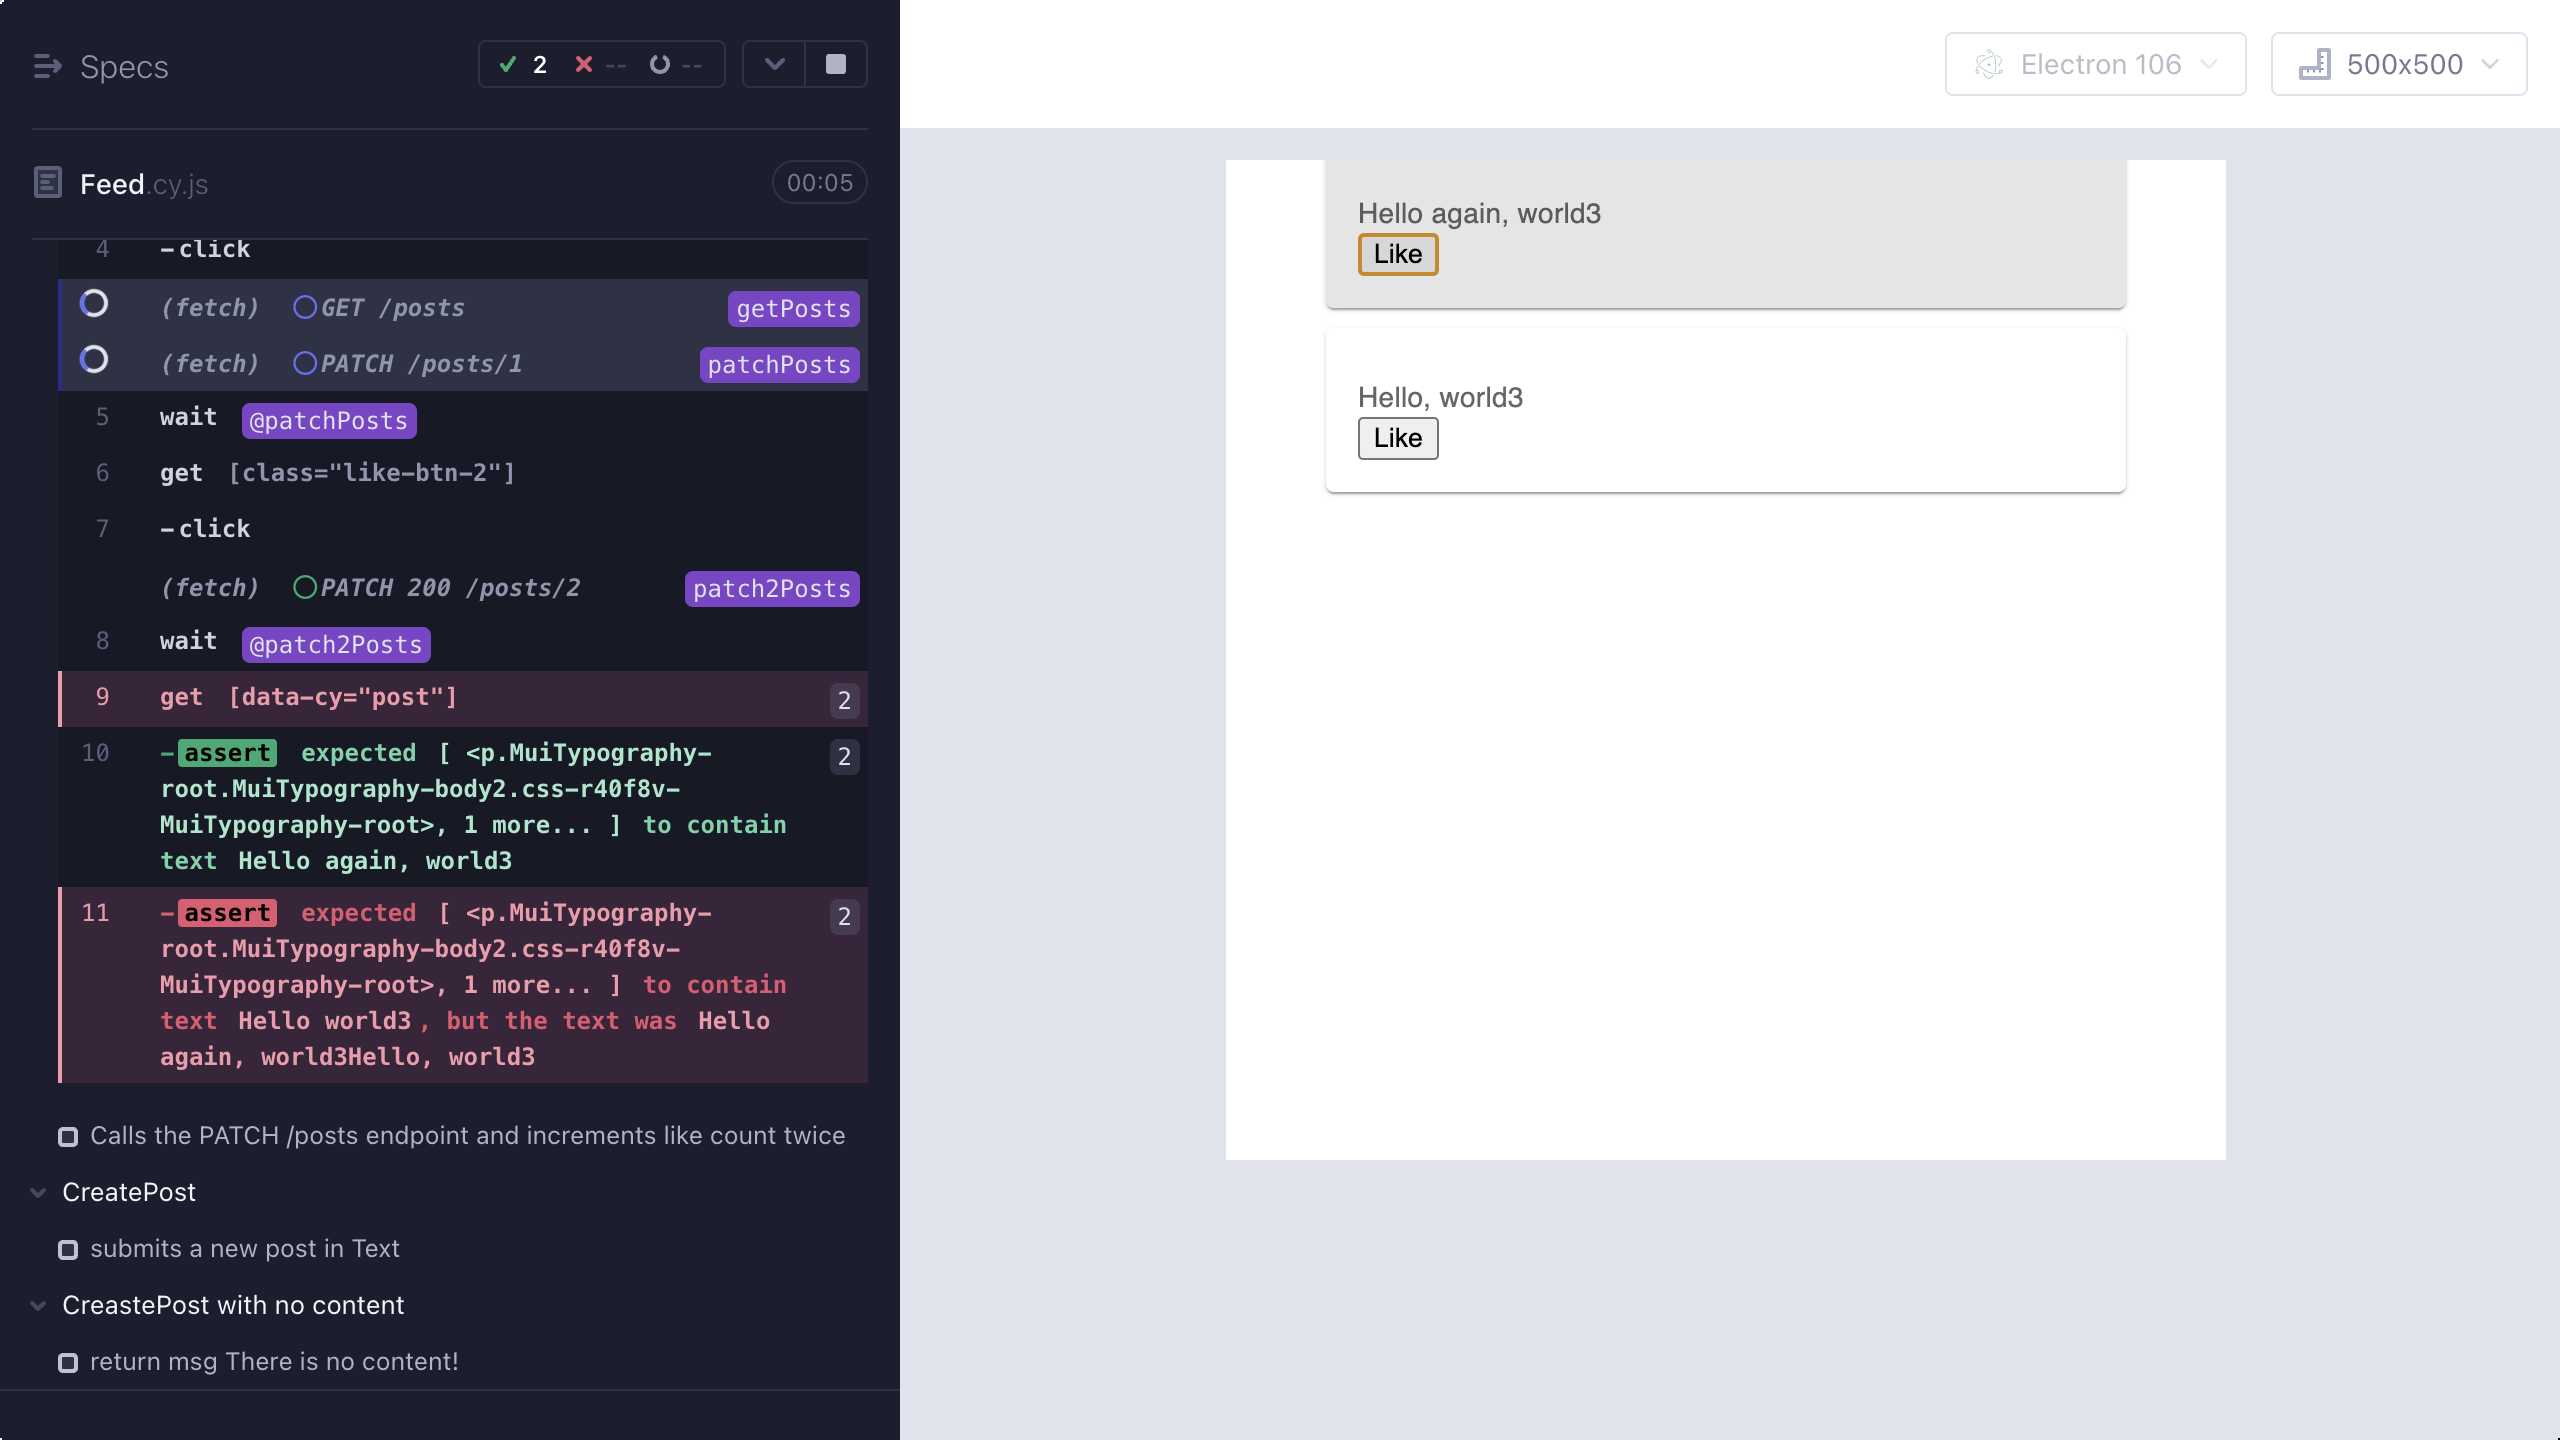 Specs
2 -- --
Electron 106
500x500
Feed.cy.js
00:05
4 -click
(fetch) GET /posts getPosts
(fetch) PATCH /posts/1 patchPosts
5 wait @patchPosts
6 get [class="like-btn-2"]
7 -click
(fetch) PATCH 200 /posts/2 patch2Posts
8 wait @patch2Posts
9 get [data-cy="post"] 2
10 -assert expected [ <p.MuiTypography- 2
root.MuiTypography-body2.css-r40f8v-
MuiTypography-root>, 1 more... ] to contain
text Hello again, world3
11 -assert expected [ <p.MuiTypography- 2
root.MuiTypography-body2.css-r40f8v-
MuiTypography-root>, 1 more... ] to contain
text Hello world3, but the text was Hello
again, world3Hello, world3
Calls the PATCH /posts endpoint and increments like count twice
CreatePost
submits a new post in Text
CreastePost with no content
return msg There is no content!
Hello again, world3
Like
Hello, world3
Like